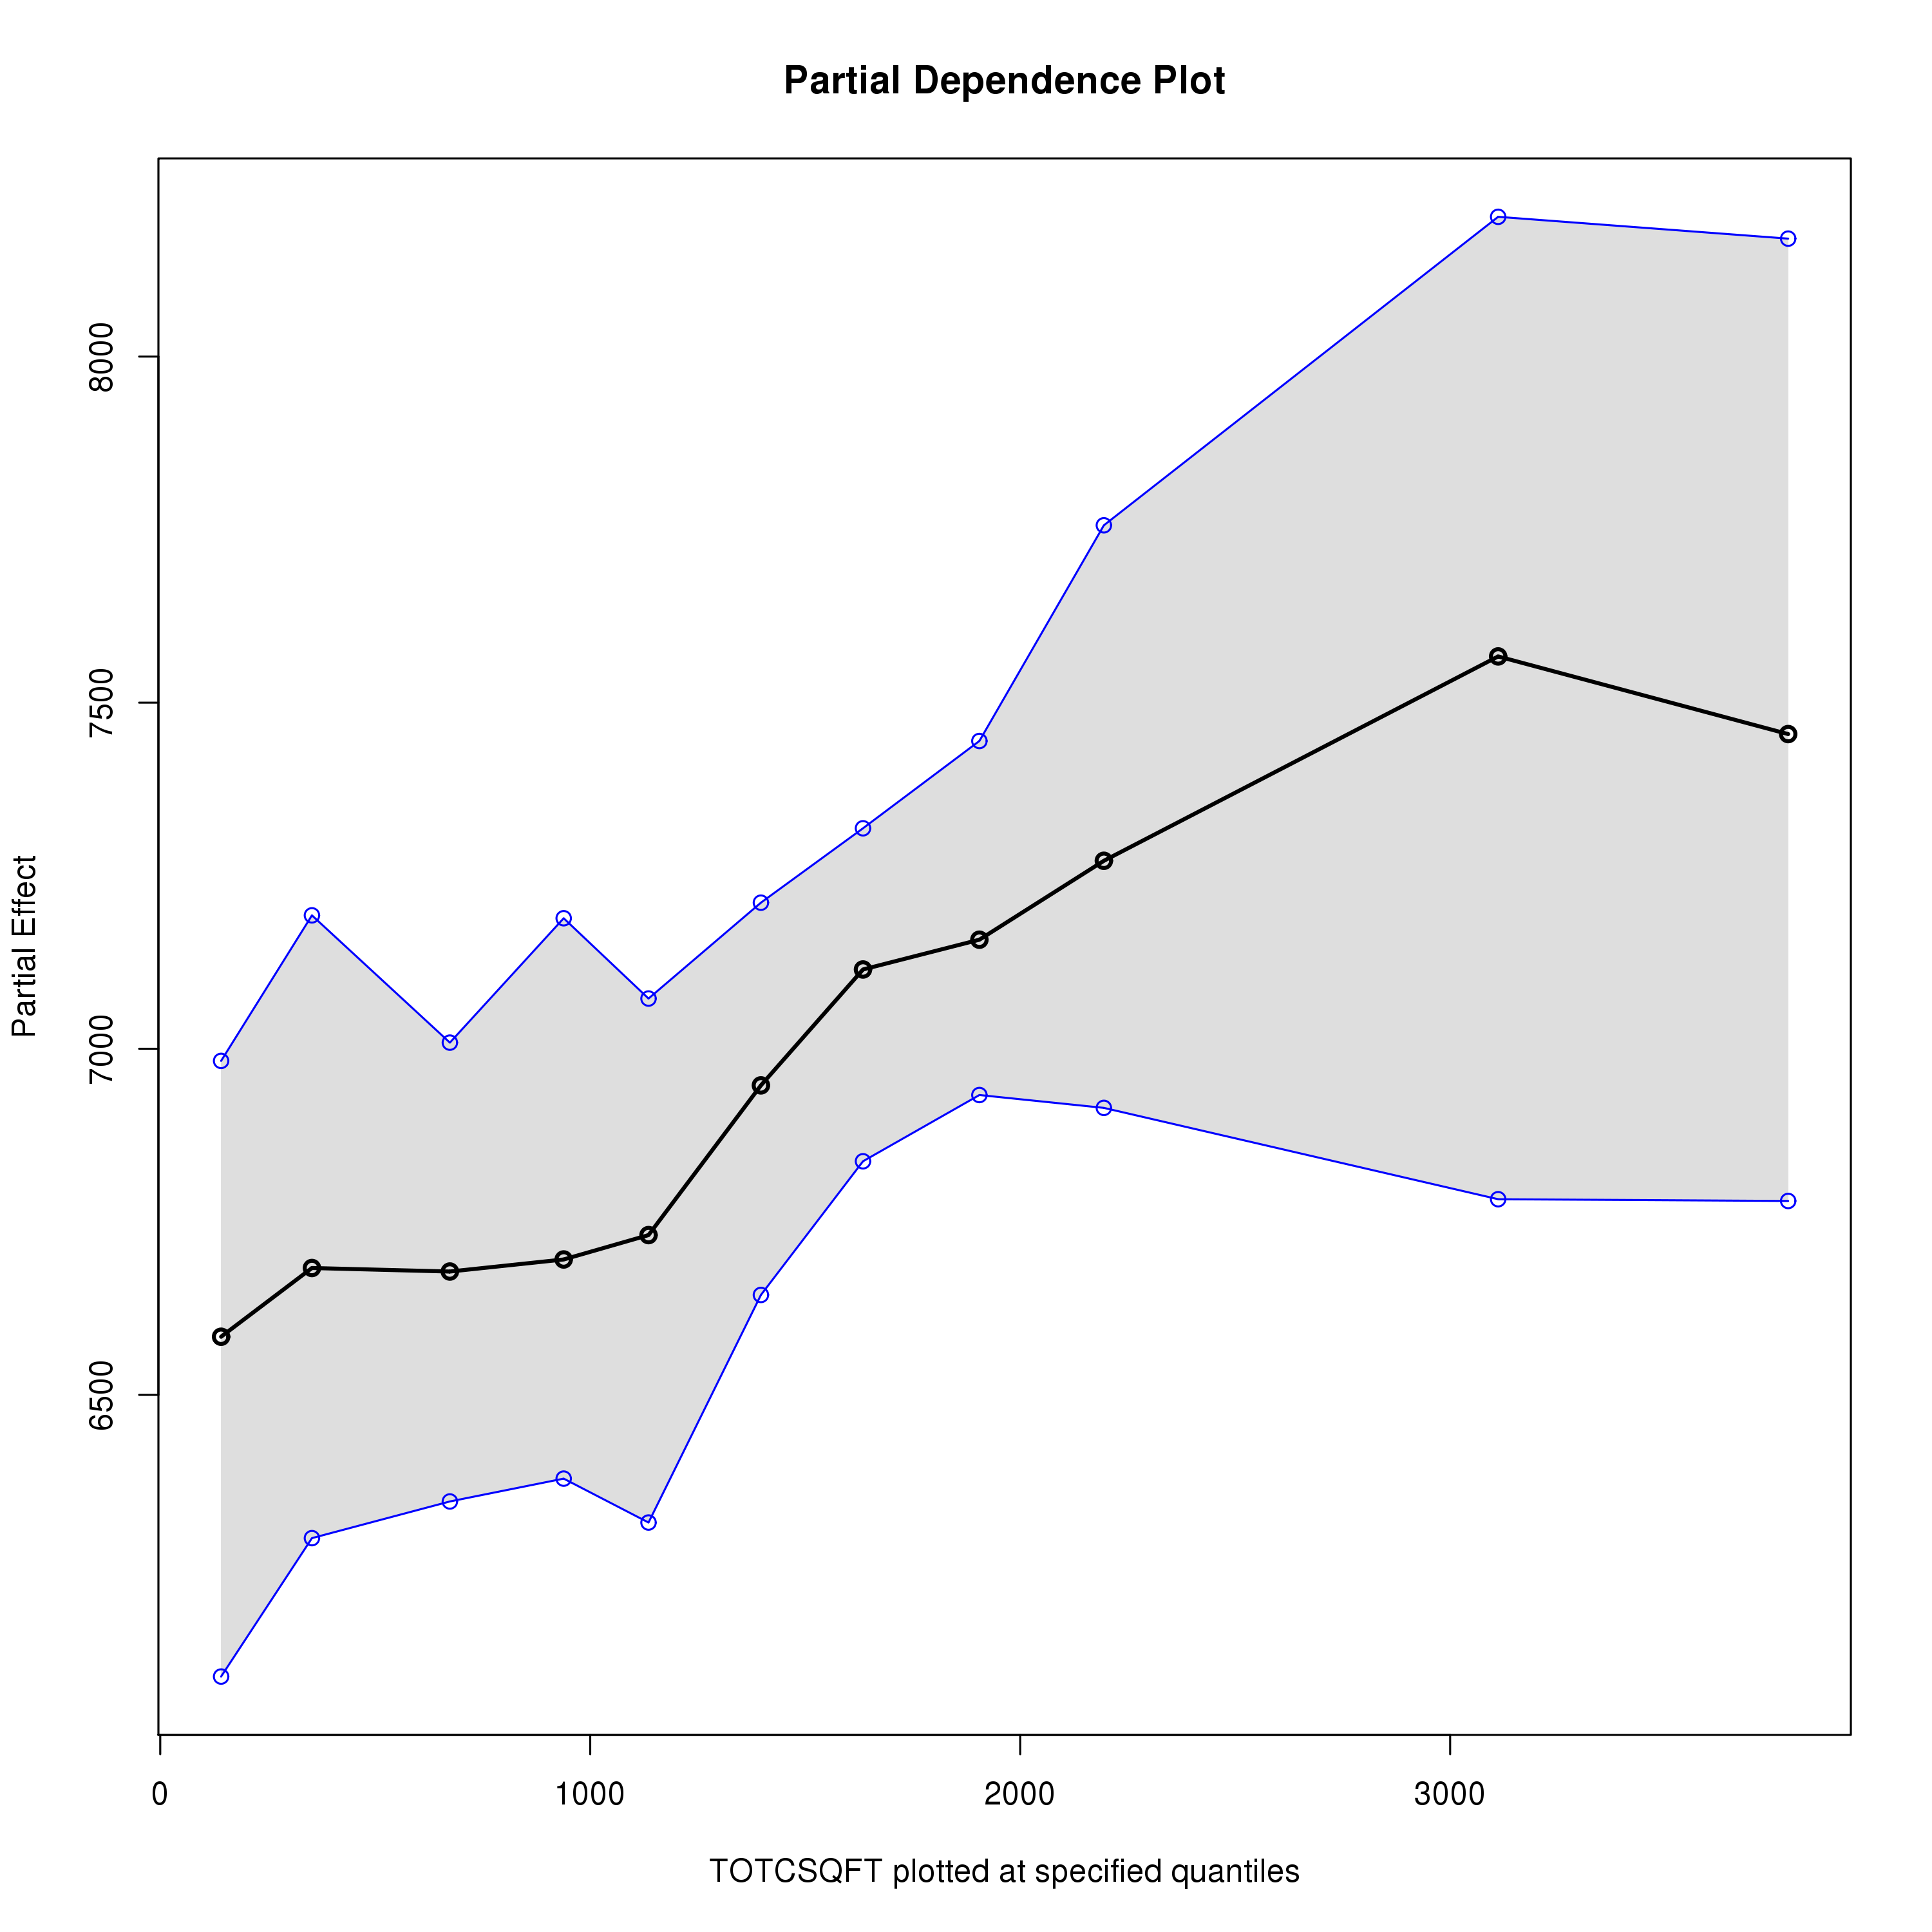 Partial Dependence Plot
Partial Effect
8000
7500
7000
6500
0 1000 2000 3000
TOTCSQFT plotted at specified quantiles